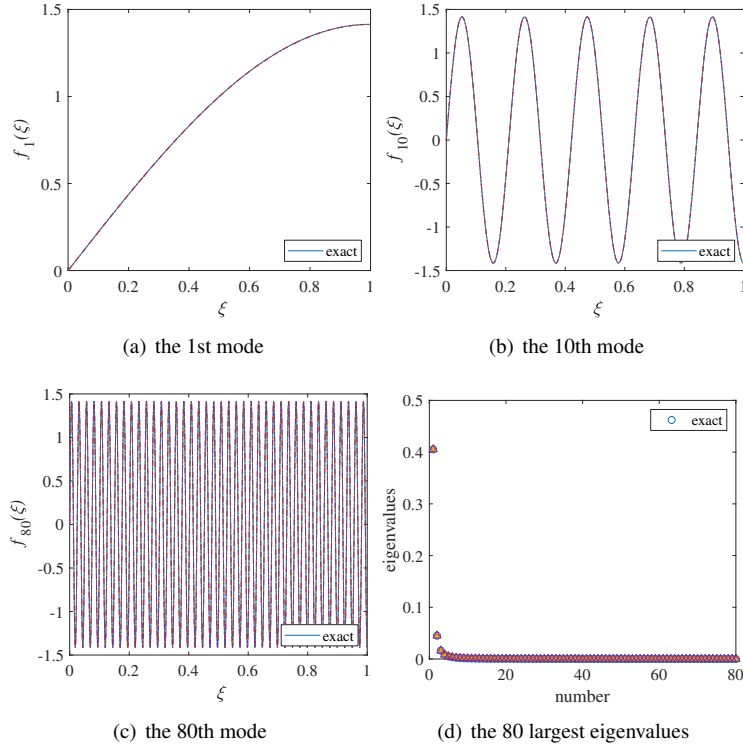 1.5
1
0.5
0
f 1(ξ)
exact
0 0.2 0.4 0.6 0.8 1
ξ
(a) the 1st mode
1.5
1
0.5
0
-0.5
-1
-1.5
f 10(ξ)
exact
0 0.2 0.4 0.6 0.8 1
ξ
(b) the 10th mode
1.5
1
0.5
0
-0.5
-1
-1.5
f 80(ξ)
exact
0 0.2 0.4 0.6 0.8 1
ξ
(c) the 80th mode
0.5
0.4
0.3
0.2
0.1
0
eigenvalues
exact
0 20 40 60 80
number
(d) the 80 largest eigenvalues